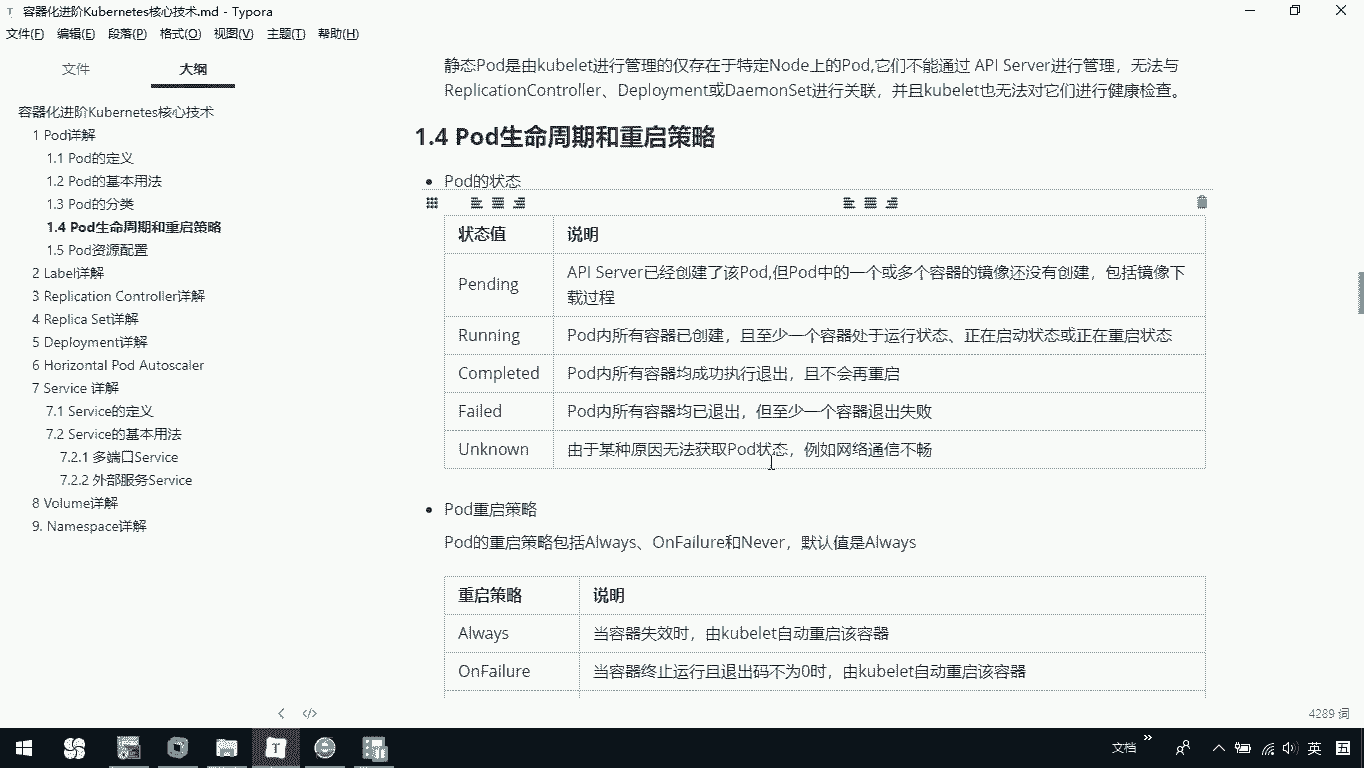 容器化进阶Kubernetes核心技术.md - Typora
文件(F) 编辑(E) 段落(P) 格式(O) 视图(V) 主题(T) 帮助(H)
文件 大纲
容器化进阶Kubernetes核心技术
1 Pod详解
1.1 Pod的定义
1.2 Pod的基本用法
1.3 Pod的分类
1.4 Pod生命周期和重启策略
1.5 Pod资源配置
2 Label详解
3 Replication Controller详解
4 Replica Set详解
5 Deployment详解
6 Horizontal Pod Autoscaler
7 Service 详解
7.1 Service的定义
7.2 Service的基本用法
7.2.1 多端口Service
7.2.2 外部服务Service
8 Volume详解
9. Namespace详解
静态Pod是由kubelet进行管理的仅存在于特定Node上的Pod,它们不能通过 API Server进行管理，无法与
ReplicationController、Deployment或DaemonSet进行关联，并且kubelet也无法对它们进行健康检查。
1.4 Pod生命周期和重启策略
Pod的状态
状态值 说明
Pending API Server已经创建了该Pod,但Pod中的一个或多个容器的镜像还没有创建，包括镜像下
载过程
Running Pod内所有容器已创建，且至少一个容器处于运行状态、正在启动状态或正在重启状态
Completed Pod内所有容器均成功执行退出，且不会再重启
Failed Pod内所有容器均已退出，但至少一个容器退出失败
Unknown 由于某种原因无法获取Pod状态，例如网络通信不畅
Pod重启策略
Pod的重启策略包括Always、OnFailure和Never，默认值是Always
重启策略 说明
Always 当容器失效时，由kubelet自动重启该容器
OnFailure 当容器终止运行且退出码不为0时，由kubelet自动重启该容器
4289 词
文档 英 五